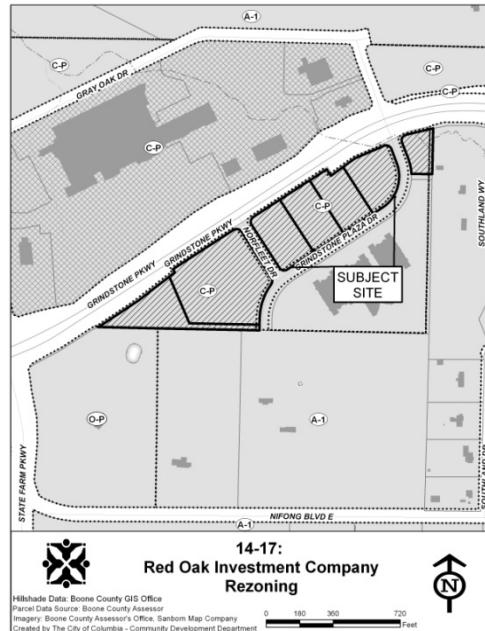 A-1
C-P
C-P
GRAY OAK DR
C-P
C-P
C-P
GRINDSTONE PKWY
GRINDSTONE PKWY
NORFLEET DR
GRINDSTONE PLAZA DR
C-P
SOUTHLAND WY
SUBJECT
SITE
O-P
A-1
STATE FARM PKWY
SOUTHLAND DR
NIFONG BLVD E
A-1
14-17:
Red Oak Investment Company
Rezoning
N
Hillshade Data: Boone County GIS Office
Parcel Data Source: Boone County Assessor
Imagery: Boone County Assessor's Office, Sanborn Map Company
Created by The City of Columbia - Community Development Department
0 180 360 720
Feet